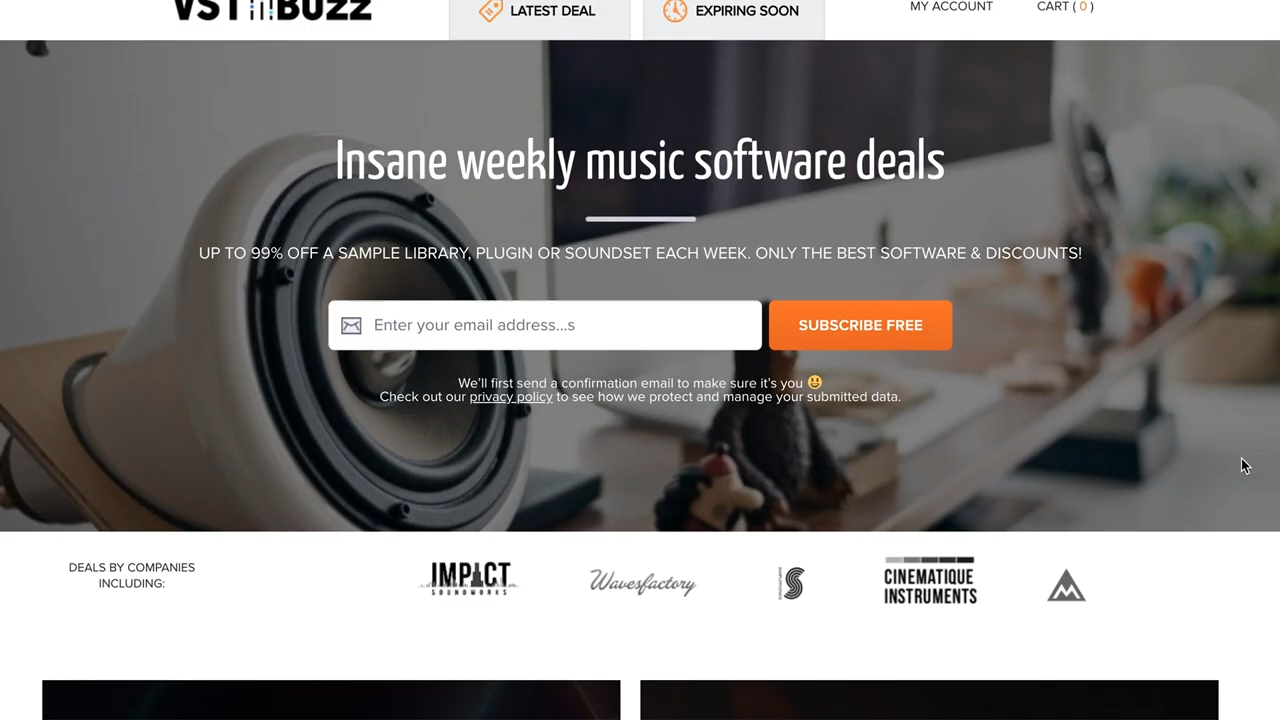 VSTBUZZ
LATEST DEAL
EXPIRING SOON
MY ACCOUNT
CART ( 0 )
Insane weekly music software deals
UP TO 99% OFF A SAMPLE LIBRARY, PLUGIN OR SOUNDSET EACH WEEK. ONLY THE BEST SOFTWARE & DISCOUNTS!
Enter your email address...s
SUBSCRIBE FREE
We'll first send a confirmation email to make sure it's you 😃
Check out our privacy policy to see how we protect and manage your submitted data.
DEALS BY COMPANIES
INCLUDING:
IMPACT
SOUNDWORKS
Wavesfactory
CINEMATIQUE
INSTRUMENTS